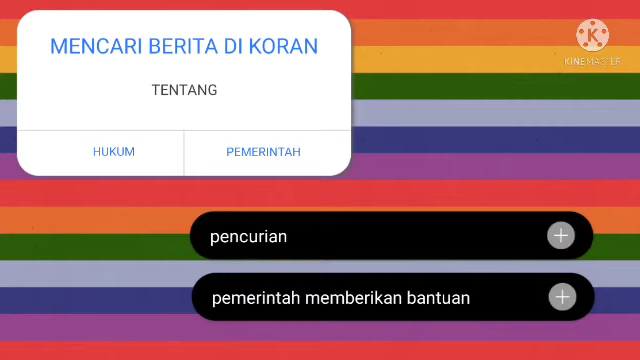 MENCARI BERITA DI KORAN
TENTANG
HUKUM
PEMERINTAH
KINEMASTER
pencurian
pemerintah memberikan bantuan